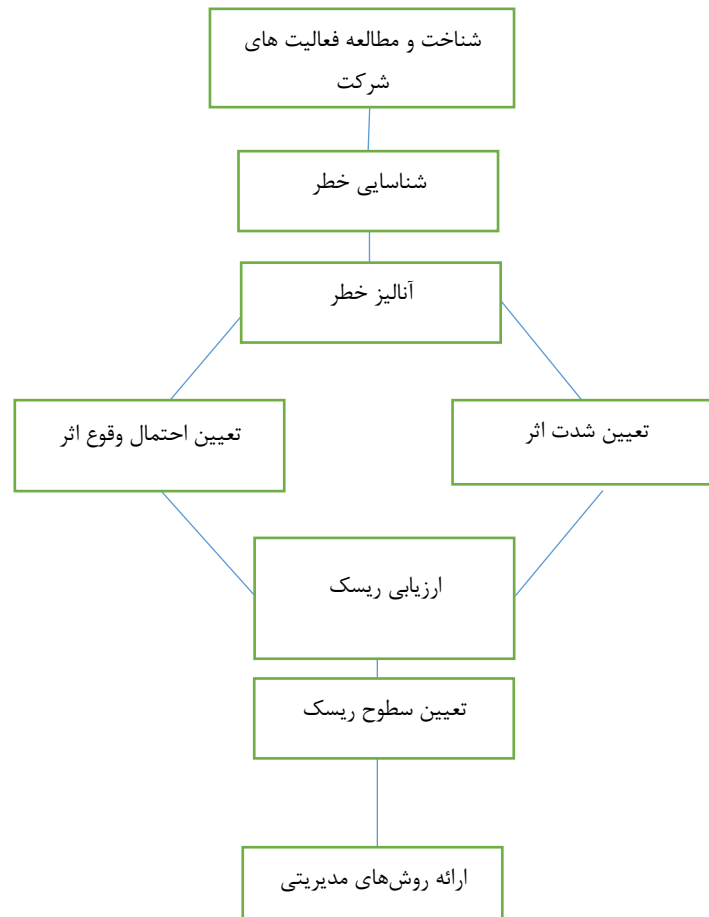 شناخت و مطالعه فعالیت های
شرکت
شناسایی خطر
آنالیز خطر
تعیین شدت اثر
تعیین احتمال وقوع اثر
ارزیابی ریسک
تعیین سطوح ریسک
ارائه روش‌های مدیریتی